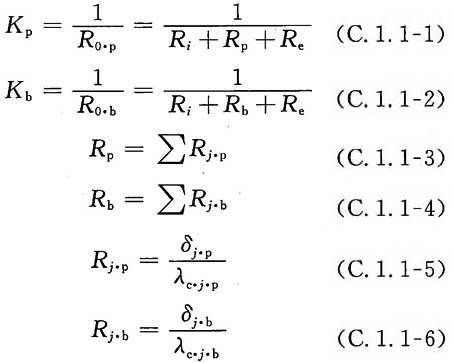 K_p = 1/R_{0·p} = 1/(R_i + R_p + R_e) (C.1.1-1)
K_b = 1/R_{0·b} = 1/(R_i + R_b + R_e) (C.1.1-2)
R_p = ∑R_{j·p} (C.1.1-3)
R_b = ∑R_{j·b} (C.1.1-4)
R_{j·p} = δ_{j·p}/λ_{c·j·p} (C.1.1-5)
R_{j·b} = δ_{j·b}/λ_{c·j·b} (C.1.1-6)